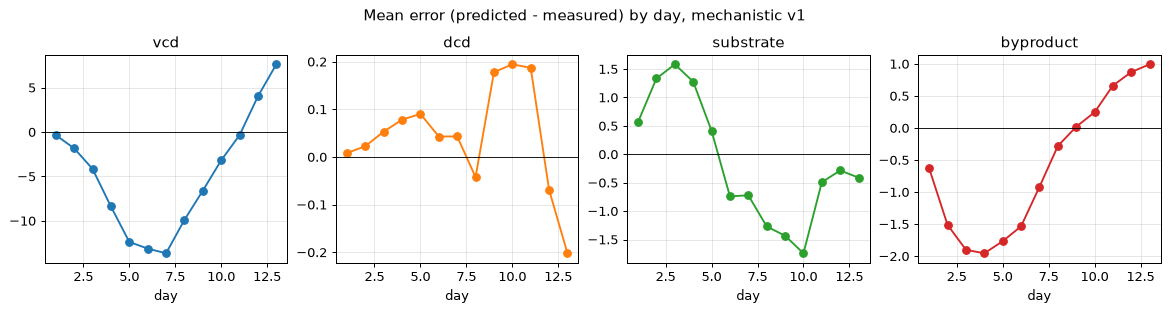 Mean error (predicted - measured) by day, mechanistic v1
vcd
dcd
substrate
byproduct
5
0
−5
−10
2.5 5.0 7.5 10.0 12.5
day
0.2
0.1
0.0
−0.1
−0.2
2.5 5.0 7.5 10.0 12.5
day
1.5
1.0
0.5
0.0
−0.5
−1.0
−1.5
2.5 5.0 7.5 10.0 12.5
day
1.0
0.5
0.0
−0.5
−1.0
−1.5
−2.0
2.5 5.0 7.5 10.0 12.5
day